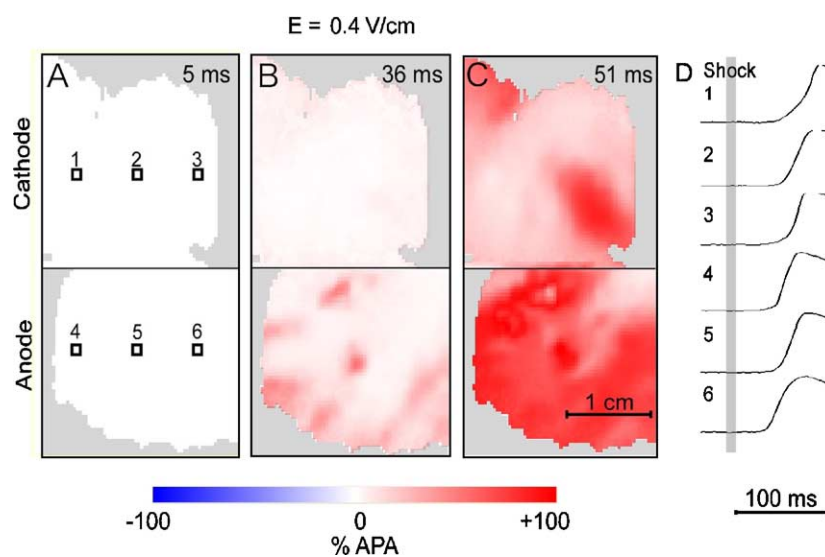 E = 0.4 V/cm
A 5 ms
B 36 ms
C 51 ms
D Shock
Cathode
1 2 3
Anode
4 5 6
1 cm
1
2
3
4
5
6
100 ms
-100 0 +100
% APA